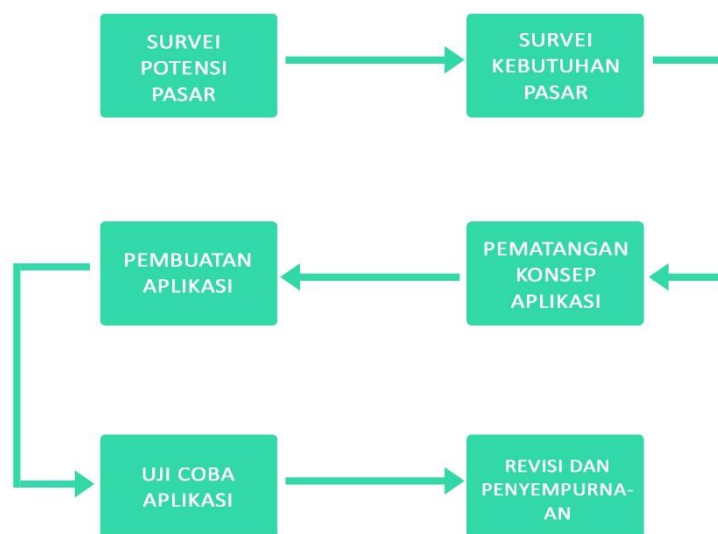 SURVEI
POTENSI
PASAR
SURVEI
KEBUTUHAN
PASAR
PEMATANGAN
KONSEP
APLIKASI
PEMBUATAN
APLIKASI
UJI COBA
APLIKASI
REVISI DAN
PENYEMPURNA-
AN